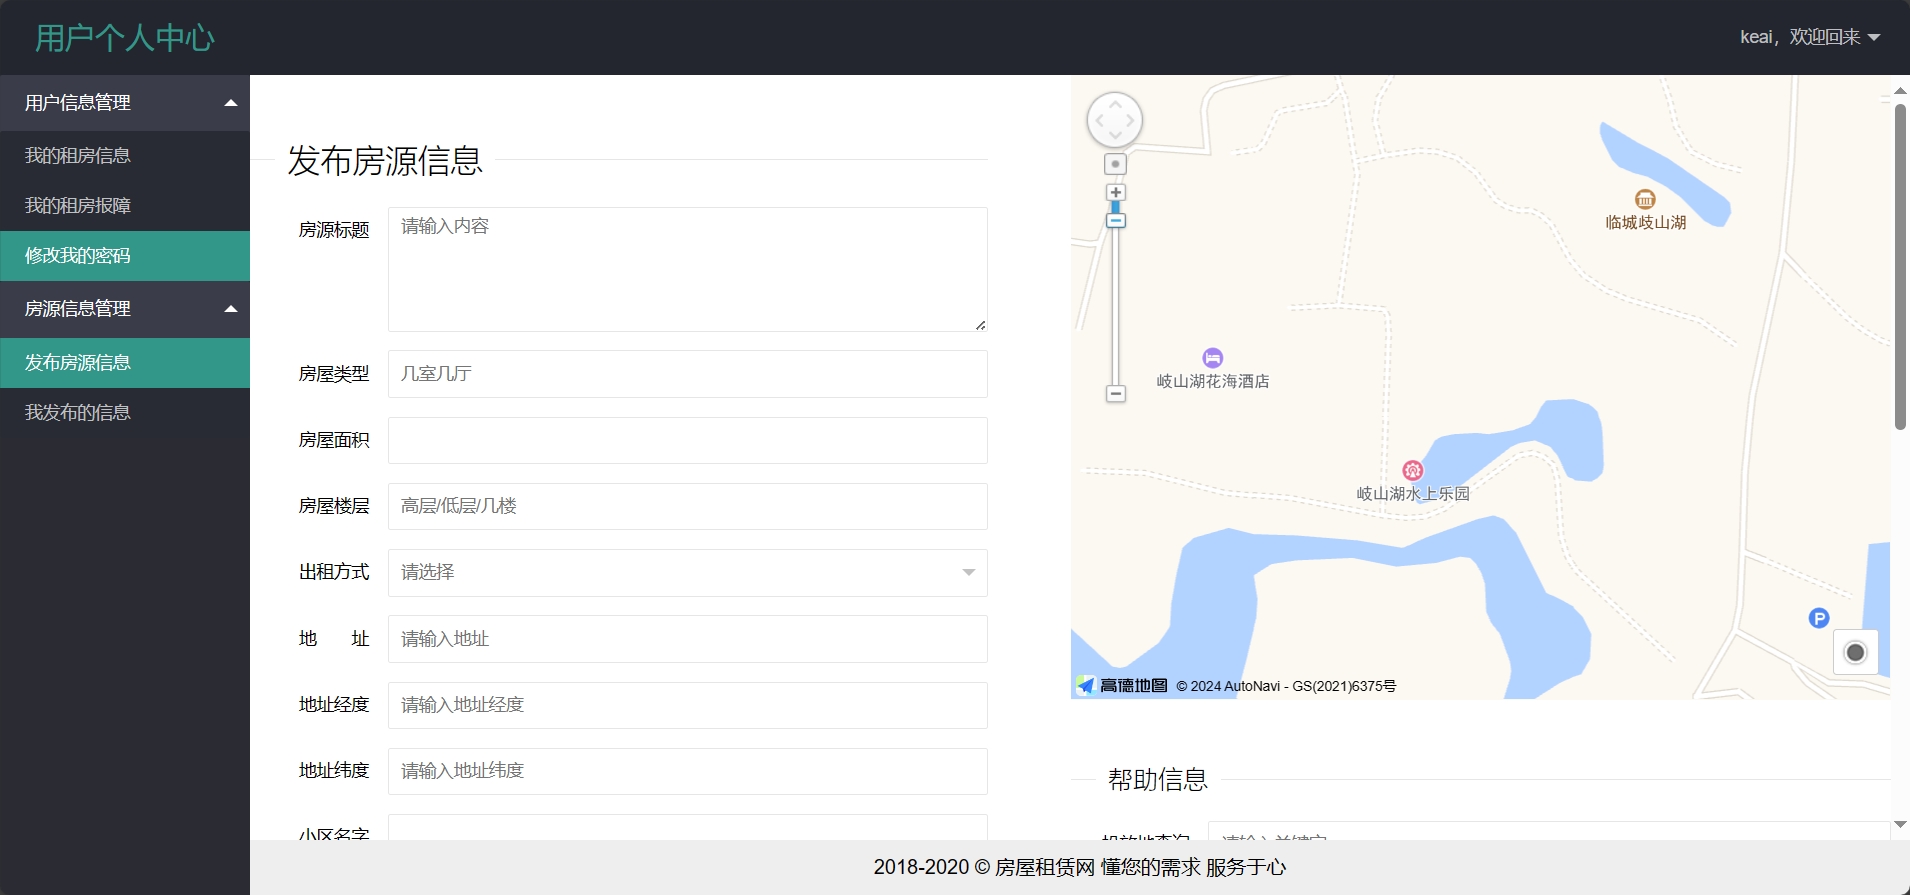 用户个人中心
keai，欢迎回来
用户信息管理
我的租房信息
我的租房报障
修改我的密码
房源信息管理
发布房源信息
我发布的信息
发布房源信息
房源标题
请输入内容
房屋类型
几室几厅
房屋面积
房屋楼层
高层/低层/几楼
出租方式
请选择
地 址
请输入地址
地址经度
请输入地址经度
地址纬度
请输入地址纬度
小区名字
临城岐山湖
岐山湖花海酒店
岐山湖水上乐园
P
高德地图 © 2024 AutoNavi - GS(2021)6375号
帮助信息
请输入关键字
2018-2020 © 房屋租赁网 懂您的需求 服务于心